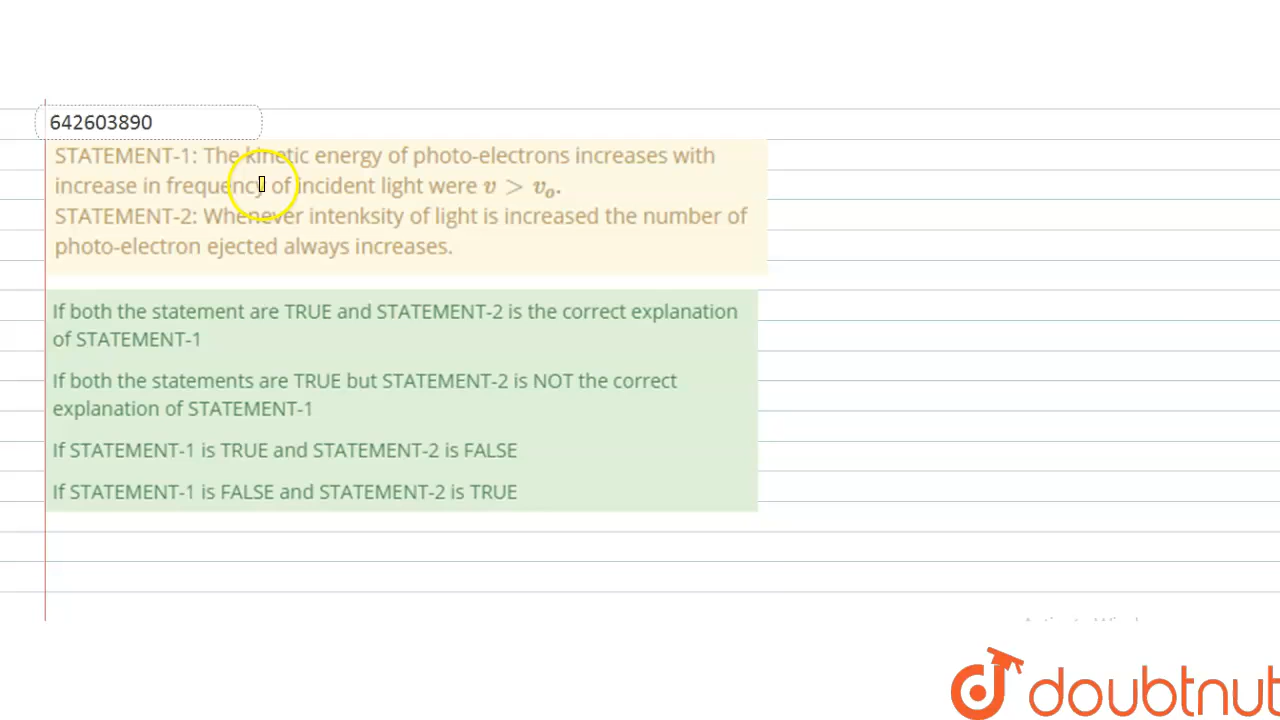 642603890
STATEMENT-1: The kinetic energy of photo-electrons increases with
increase in frequency of incident light were v > vₒ.
STATEMENT-2: Whenever intenksity of light is increased the number of
photo-electron ejected always increases.
If both the statement are TRUE and STATEMENT-2 is the correct explanation
of STATEMENT-1
If both the statements are TRUE but STATEMENT-2 is NOT the correct
explanation of STATEMENT-1
If STATEMENT-1 is TRUE and STATEMENT-2 is FALSE
If STATEMENT-1 is FALSE and STATEMENT-2 is TRUE
doubtnut